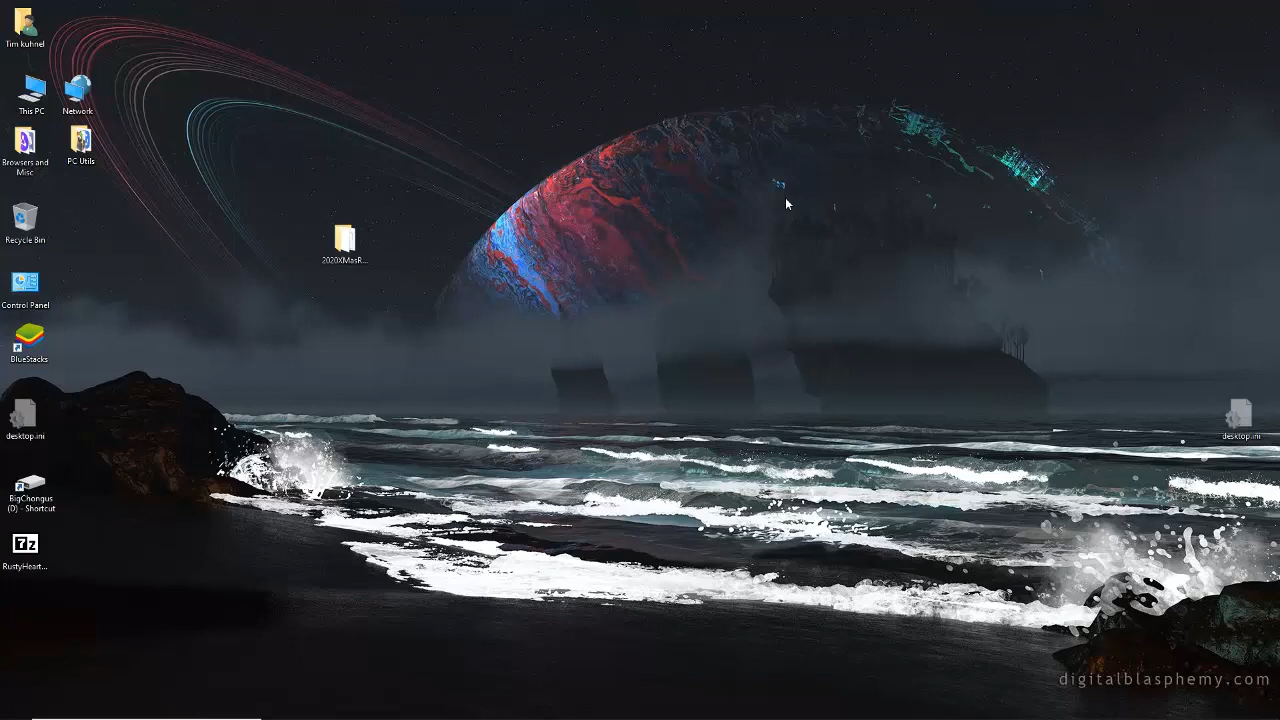 Tim kuhnel
This PC
Network
Browsers and
Misc
PC Utils
Recycle Bin
2020XMasR...
Control Panel
BlueStacks
desktop.ini
desktop.ini
BigChongus
(D) - Shortcut
7z
RustyHeart...
digitalblasphemy.com